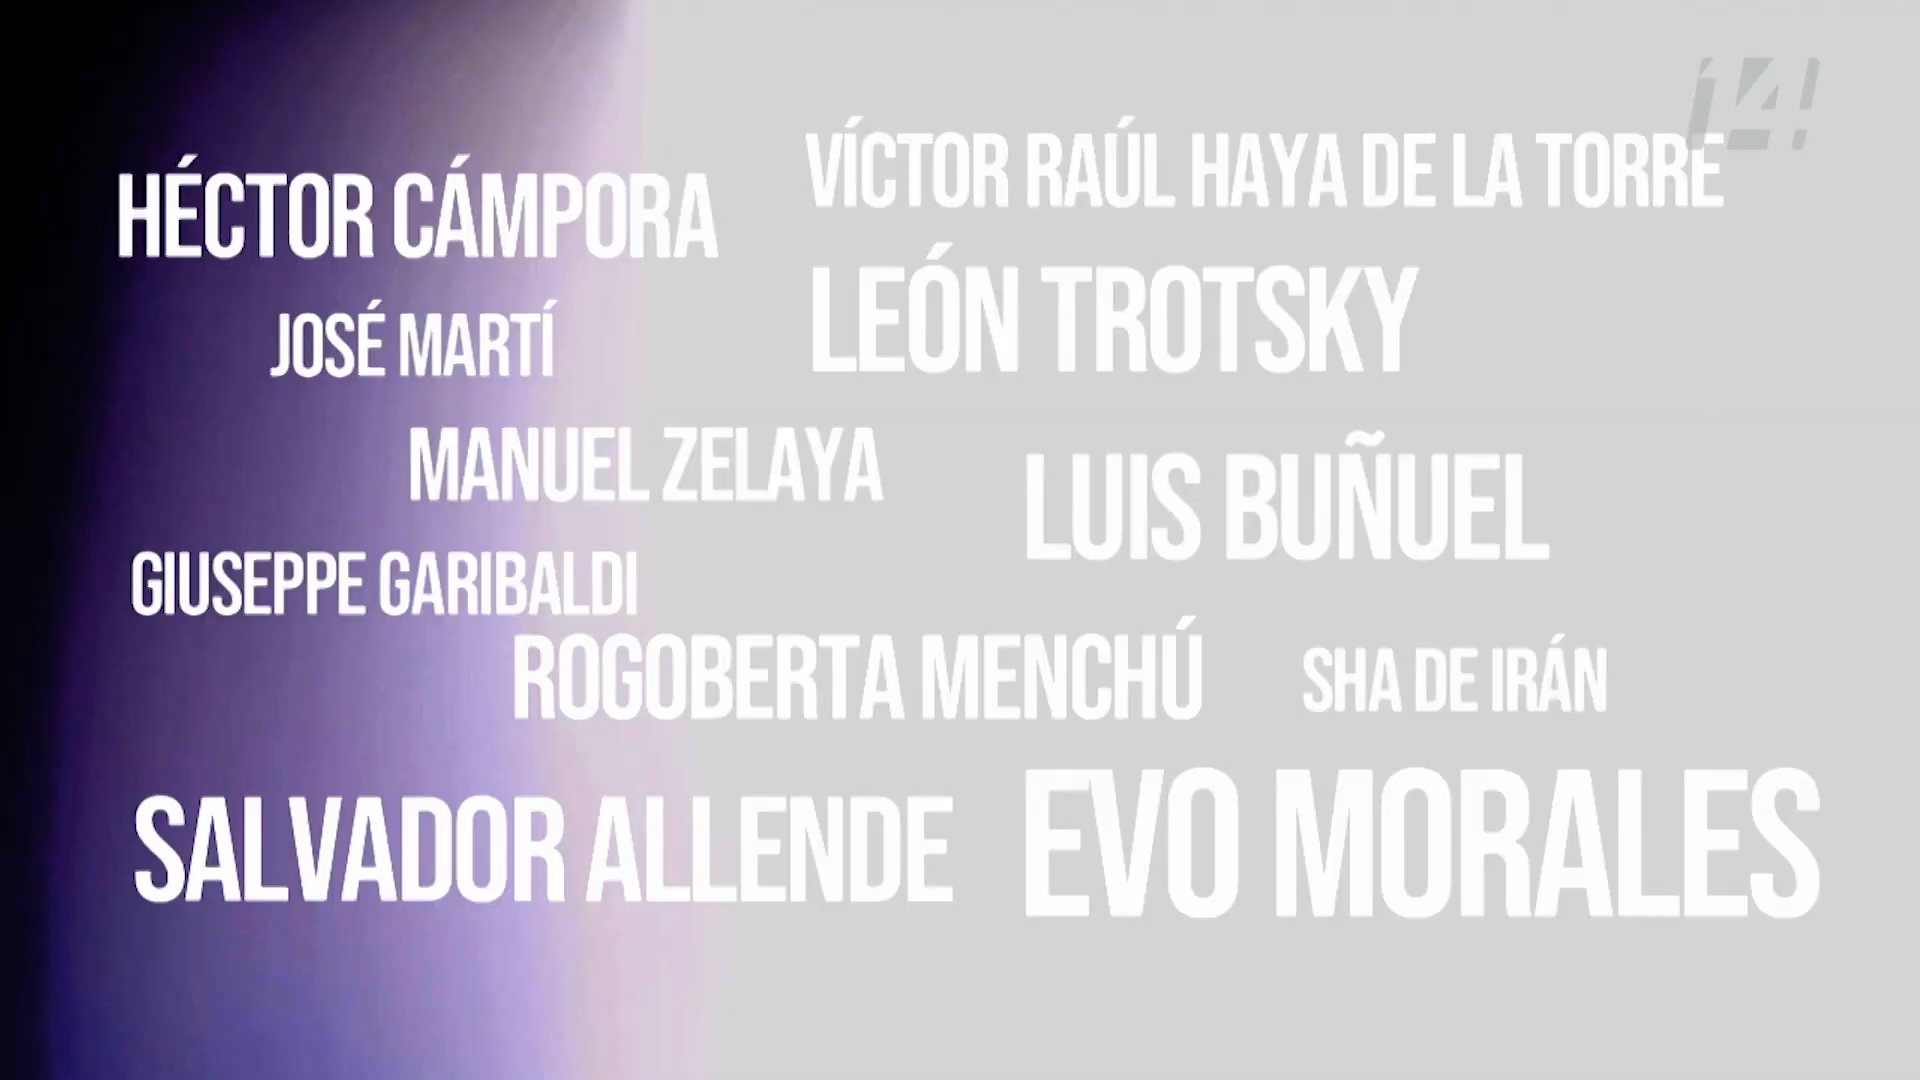 HÉCTOR CÁMPORA
VÍCTOR RAÚL HAYA DE LA TORRE
JOSÉ MARTÍ
LEÓN TROTSKY
MANUEL ZELAYA
LUIS BUÑUEL
GIUSEPPE GARIBALDI
ROGOBERTA MENCHÚ
SHA DE IRÁN
SALVADOR ALLENDE
EVO MORALES
14!